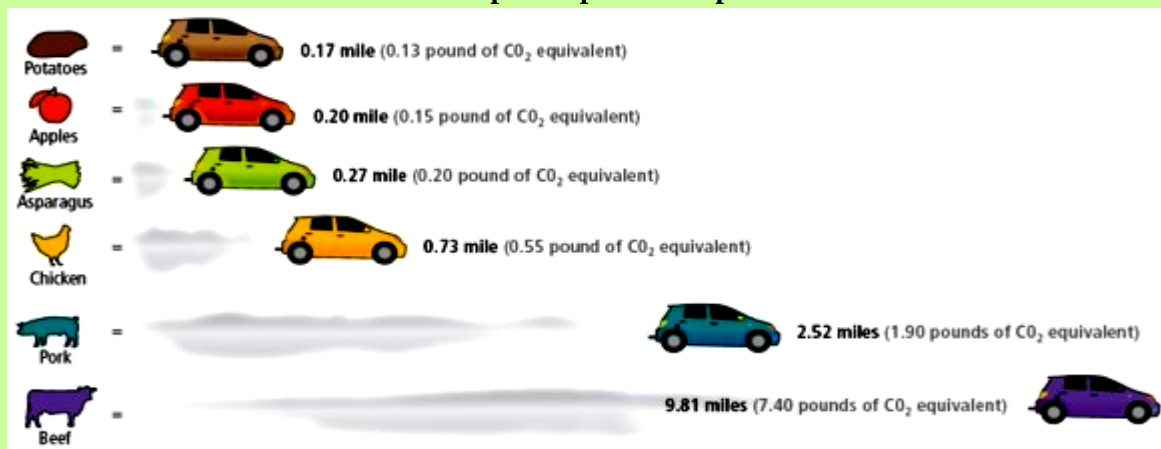 Potatoes = 0.17 mile (0.13 pound of C0₂ equivalent)
Apples = 0.20 mile (0.15 pound of C0₂ equivalent)
Asparagus = 0.27 mile (0.20 pound of C0₂ equivalent)
Chicken = 0.73 mile (0.55 pound of C0₂ equivalent)
Pork = 2.52 miles (1.90 pounds of C0₂ equivalent)
Beef = 9.81 miles (7.40 pounds of C0₂ equivalent)